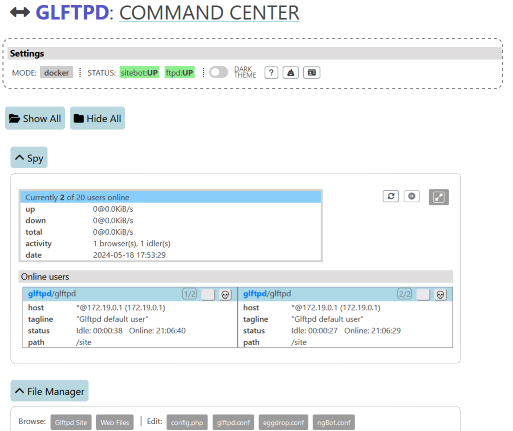 GLFTPD: COMMAND CENTER
Settings
MODE: docker STATUS: sitebot:UP ftpd:UP DARK THEME ?
Show All Hide All
Spy
Currently 2 of 20 users online
up 0@0.0KiB/s
down 0@0.0KiB/s
total 0@0.0KiB/s
activity 1 browser(s), 1 idler(s)
date 2024-05-18 17:53:29
Online users
glftpd/glftpd 1/2 glftpd/glftpd 2/2
host *@172.19.0.1 (172.19.0.1) host *@172.19.0.1 (172.19.0.1)
tagline "Glftpd default user" tagline "Glftpd default user"
status Idle: 00:00:38 Online: 21:06:40 status Idle: 00:00:27 Online: 21:06:29
path /site path /site
File Manager
Browse: Glftpd Site Web Files | Edit: config.php glftpd.conf eggdrop.conf ngBot.conf